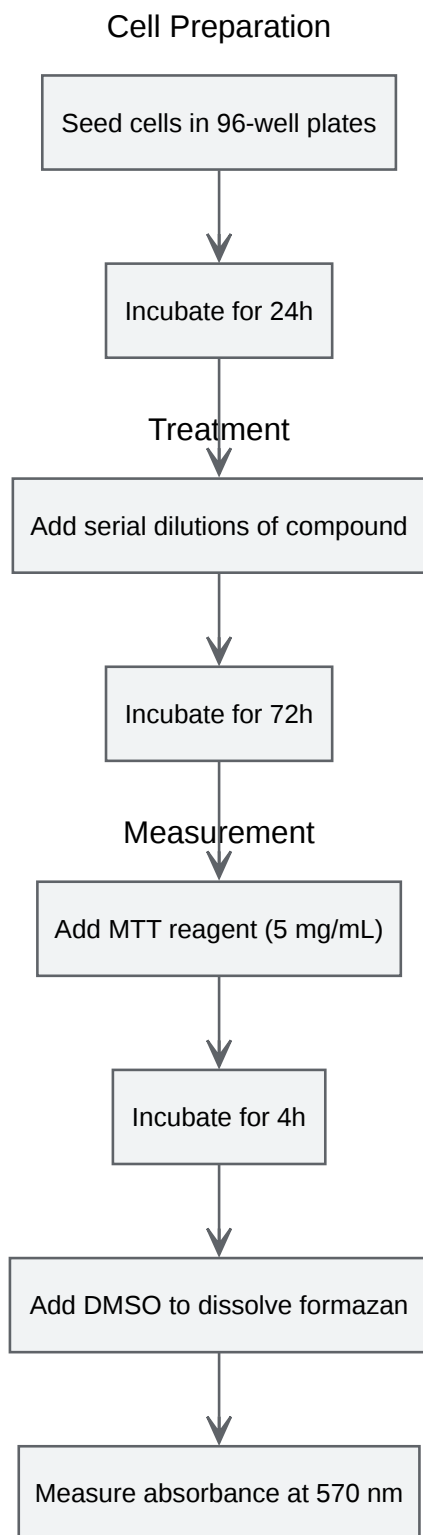 Cell Preparation
Seed cells in 96-well plates
Incubate for 24h
Treatment
Add serial dilutions of compound
Incubate for 72h
Measurement
Add MTT reagent (5 mg/mL)
Incubate for 4h
Add DMSO to dissolve formazan
Measure absorbance at 570 nm